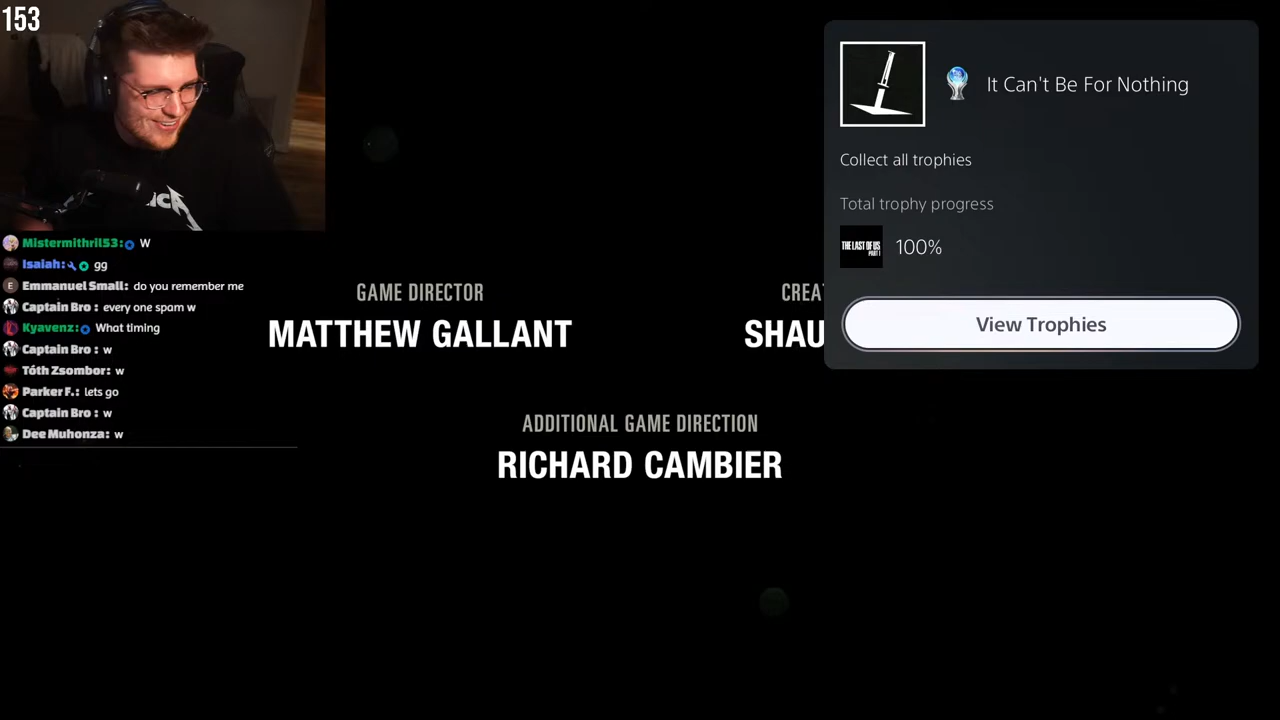 153
It Can't Be For Nothing
Collect all trophies
Total trophy progress
THE LAST OF US
PART I
100%
View Trophies
Mistermithril53: W
Isaiah: gg
E Emmanuel Small: do you remember me
Captain Bro : every one spam w
Kyavenz: What timing
Captain Bro : w
Tóth Zsombor: w
Parker F.: lets go
Captain Bro : w
Dee Muhonza: w
GAME DIRECTOR
MATTHEW GALLANT
CREAT
SHAU
ADDITIONAL GAME DIRECTION
RICHARD CAMBIER